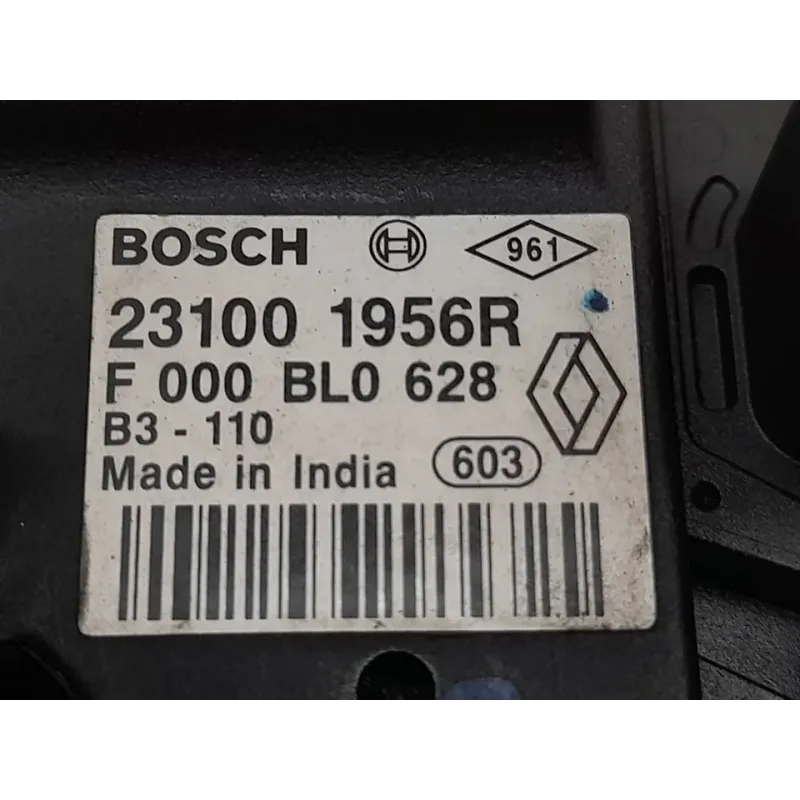 BOSCH 961
23100 1956R
F 000 BL0 628
B3 - 110
Made in India 603